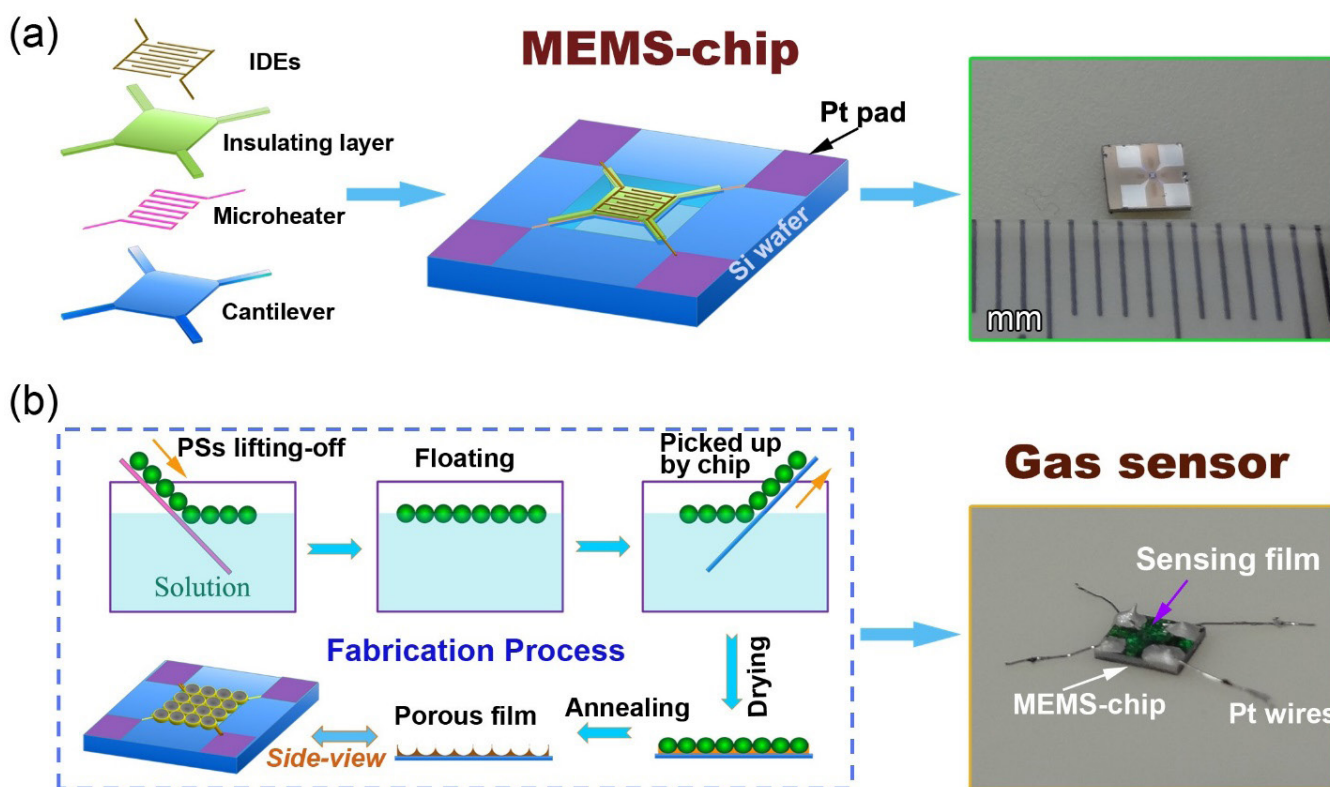 (a)
IDEs
Insulating layer
Microheater
Cantilever
MEMS-chip
Pt pad
Si wafer
mm
(b)
PSs lifting-off
Solution
Floating
Picked up
by chip
Fabrication Process
Drying
Annealing
Porous film
Side-view
Gas sensor
Sensing film
MEMS-chip
Pt wires